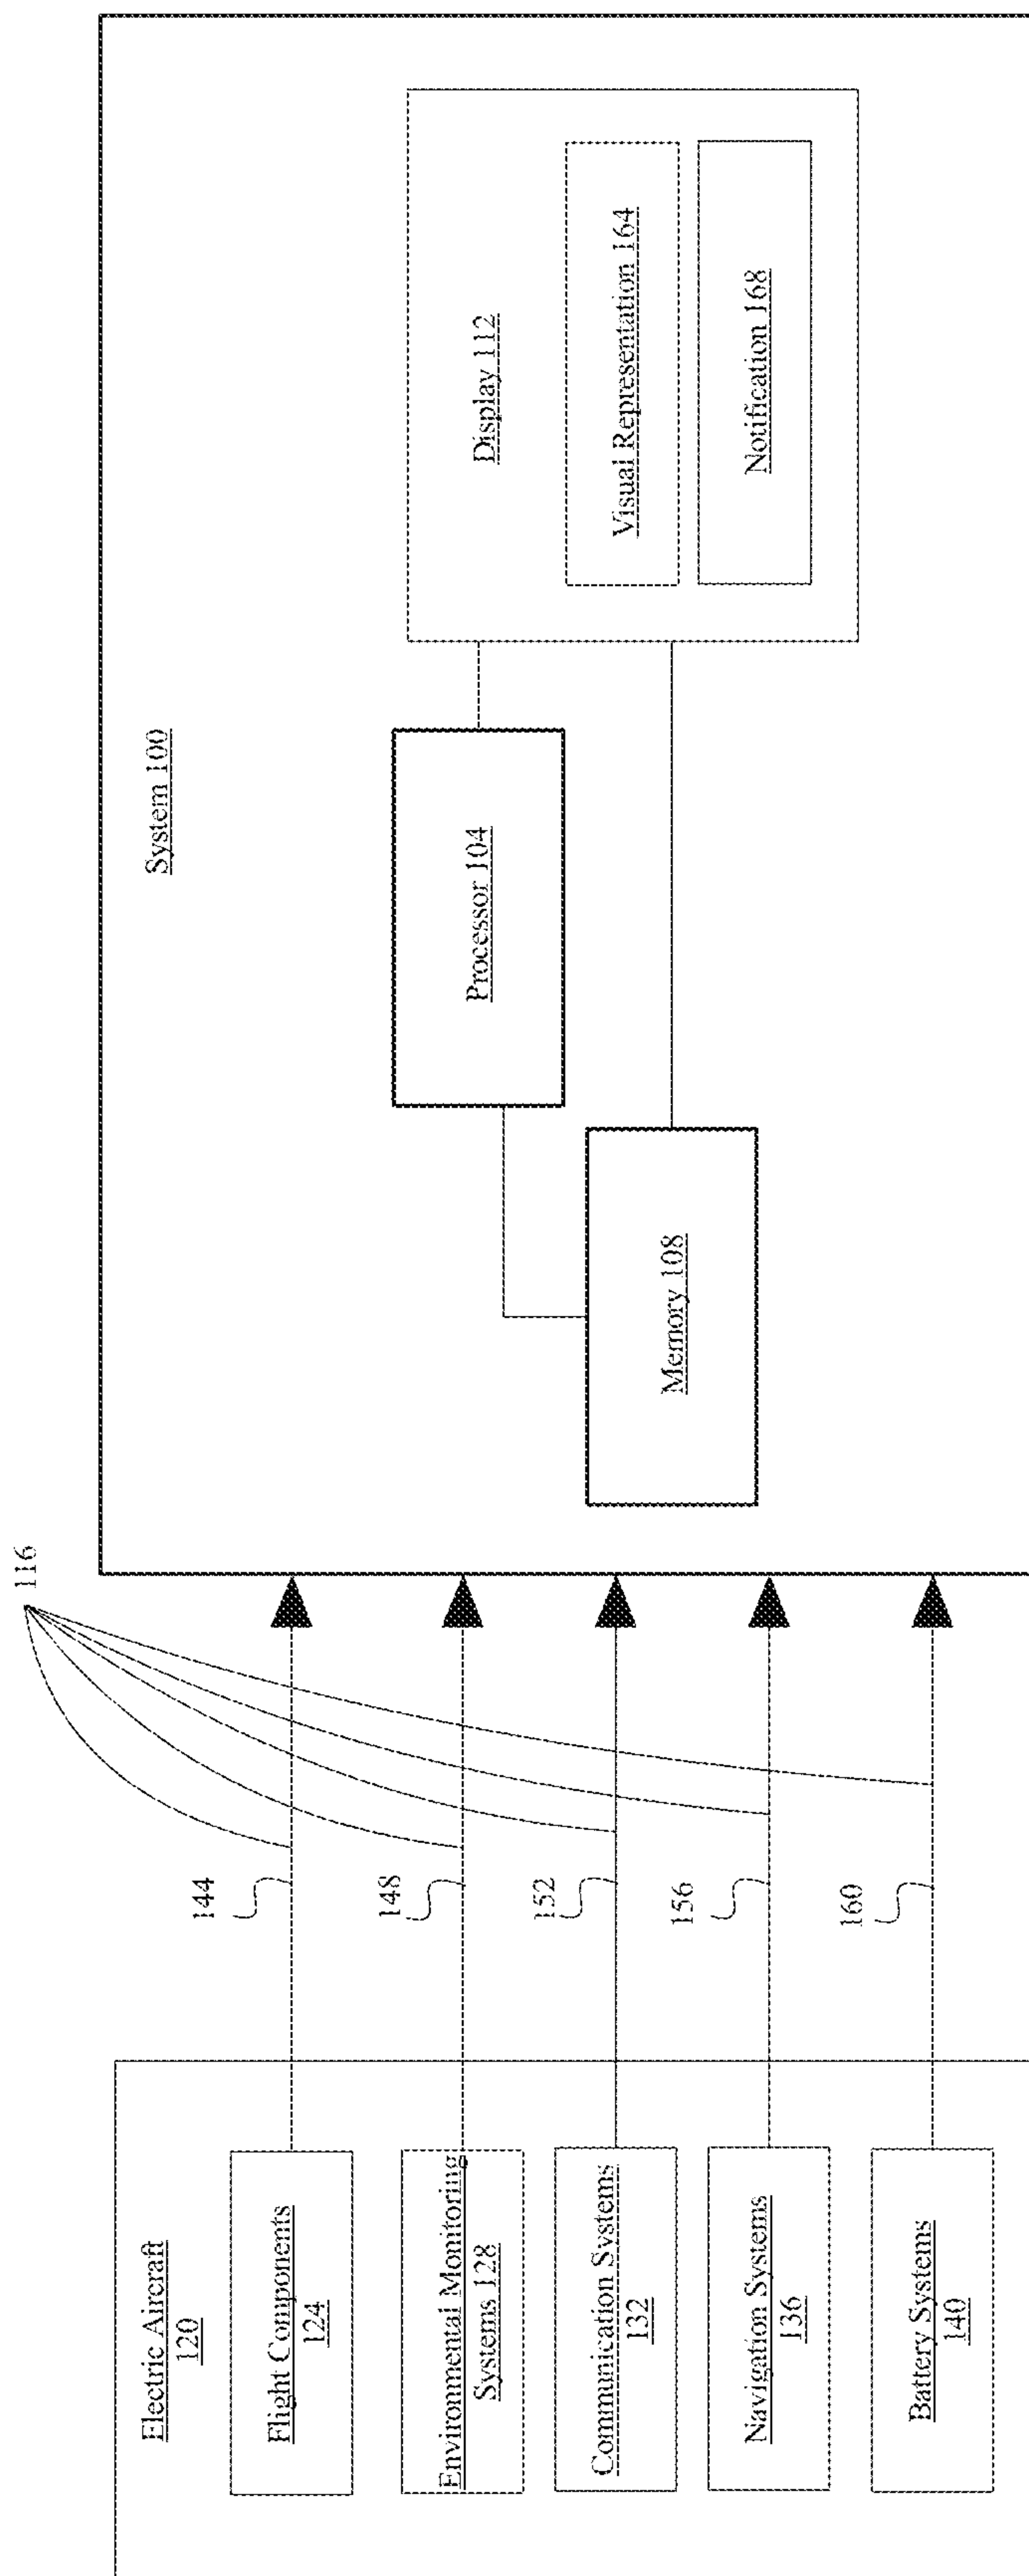 Electric Aircraft
120
Flight Components
124
Environmental Monitoring
Systems 128
Communication Systems
132
Navigation Systems
136
Battery Systems
140
144
148
152
156
160
116
System 100
Memory 108
Processor 104
Display 112
Visual Representation 164
Notification 168